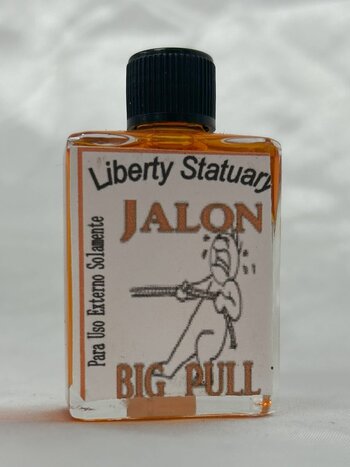 Liberty Statuary
JALON
Para Uso Externo Solamente
BIG PULL